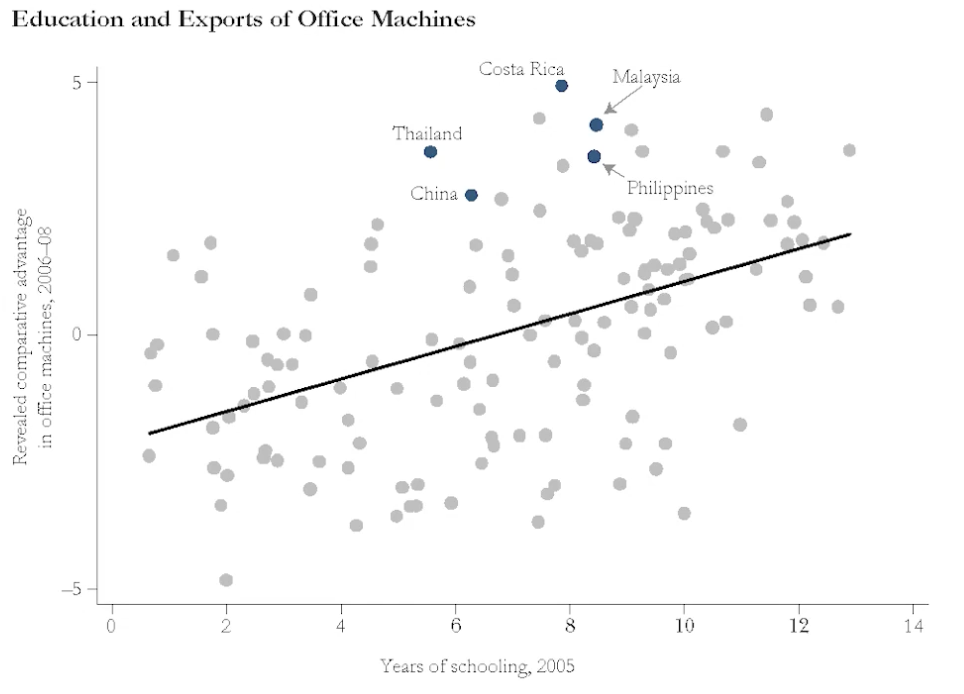 Education and Exports of Office Machines
Revealed comparative advantage
in office machines, 2006–08
5
0
–5
Costa Rica
Malaysia
Thailand
China
Philippines
0 2 4 6 8 10 12 14
Years of schooling, 2005